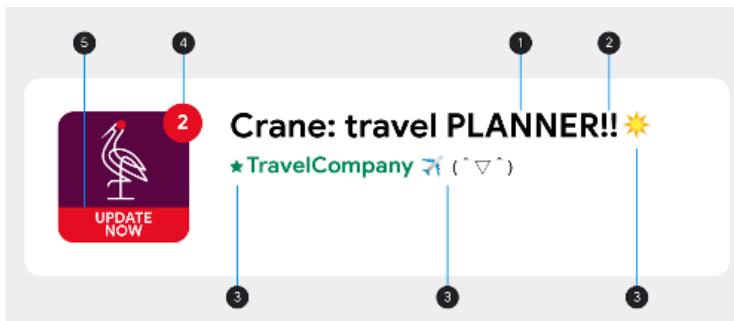 5 4 1 2
2
Crane: travel PLANNER!!☀️
★TravelCompany ✈️ (ˆ▽ˆ)
UPDATE
NOW
3 3 3